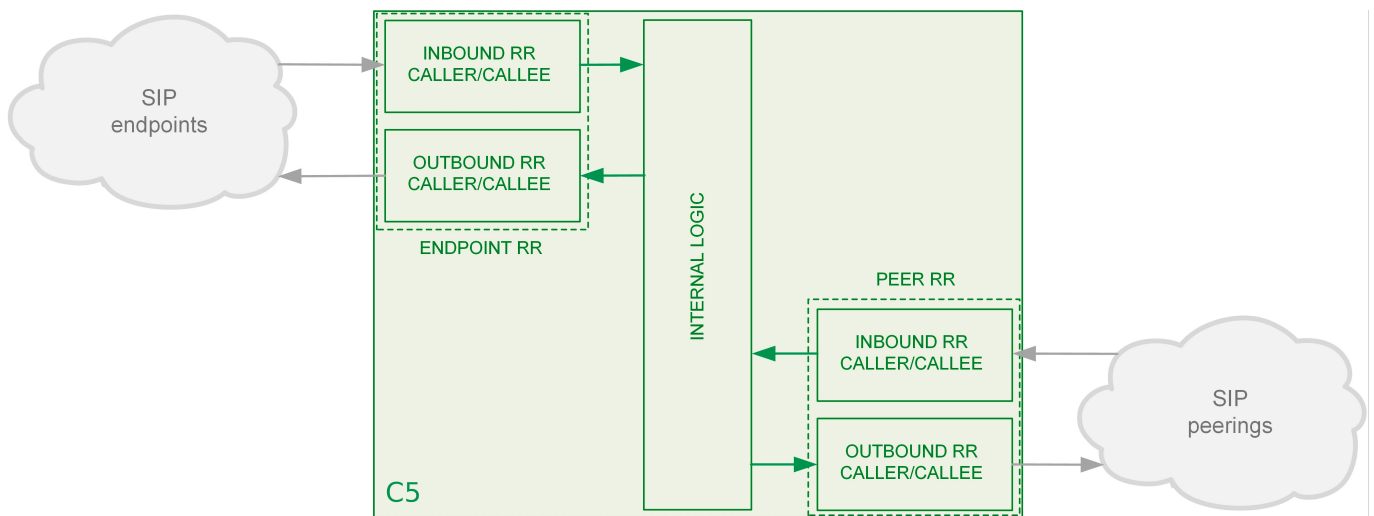 SIP
endpoints
INBOUND RR
CALLER/CALLEE
OUTBOUND RR
CALLER/CALLEE
ENDPOINT RR
INTERNAL LOGIC
PEER RR
INBOUND RR
CALLER/CALLEE
OUTBOUND RR
CALLER/CALLEE
SIP
peerings
C5